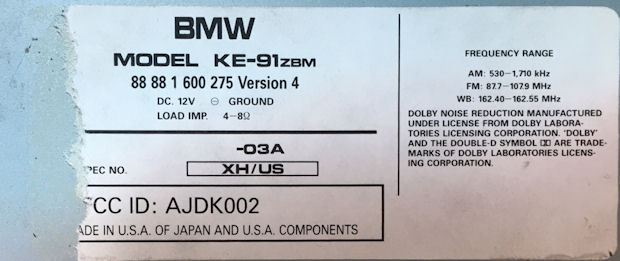 BMW
MODEL KE-91ZBM
88 88 1 600 275 Version 4
DC. 12V ⊖ GROUND
LOAD IMP. 4-8Ω
-03A
PEC NO. XH/US
CC ID: AJDK002
ADE IN U.S.A. OF JAPAN AND U.S.A. COMPONENTS
FREQUENCY RANGE
AM: 530-1,710 kHz
FM: 87.7-107.9 MHz
WB: 162.40-162.55 MHz
DOLBY NOISE REDUCTION MANUFACTURED
UNDER LICENSE FROM DOLBY LABORA-
TORIES LICENSING CORPORATION. 'DOLBY'
AND THE DOUBLE-D SYMBOL ▯▯ ARE TRADE-
MARKS OF DOLBY LABORATORIES LICENS-
ING CORPORATION.